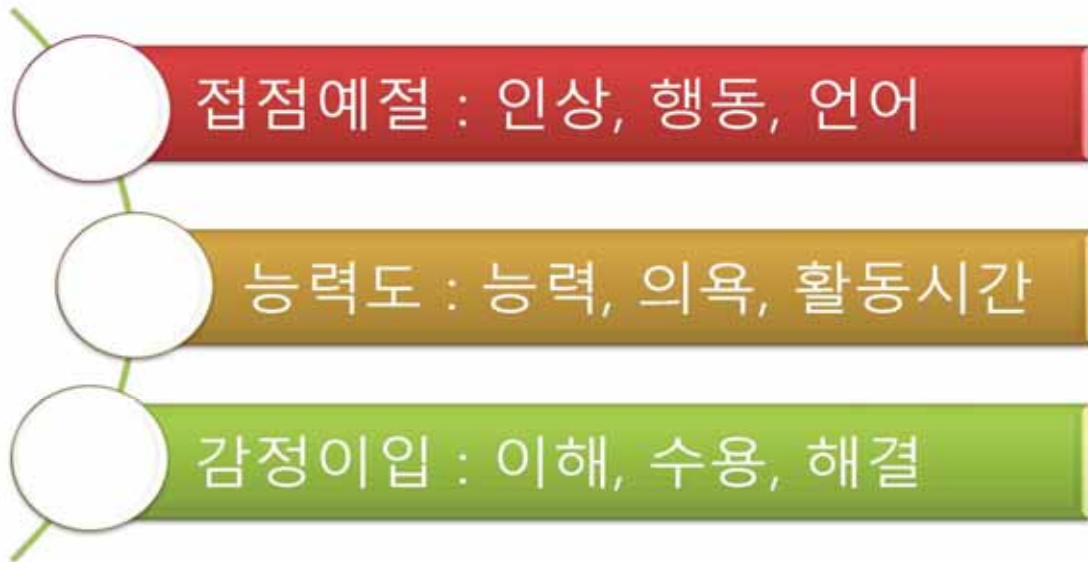 접점예절 : 인상, 행동, 언어
능력도 : 능력, 의욕, 활동시간
감정이입 : 이해, 수용, 해결